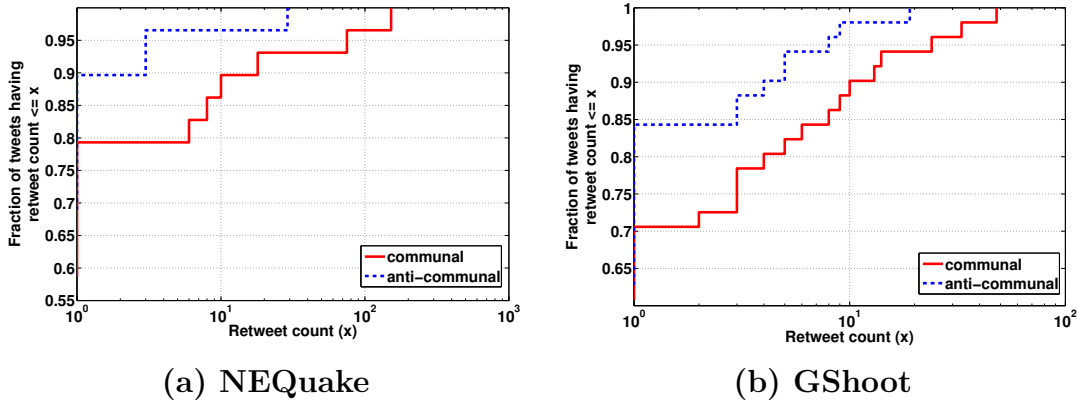 Fraction of tweets having
retweet count <= x
0.95
0.9
0.85
0.8
0.75
0.7
0.65
0.6
0.55
communal
anti−communal
10^0
10^1
10^2
10^3
Retweet count (x)
(a) NEQuake
Fraction of tweets having
retweet count <= x
1
0.95
0.9
0.85
0.8
0.75
0.7
0.65
communal
anti−communal
10^0
10^1
10^2
Retweet count (x)
(b) GShoot